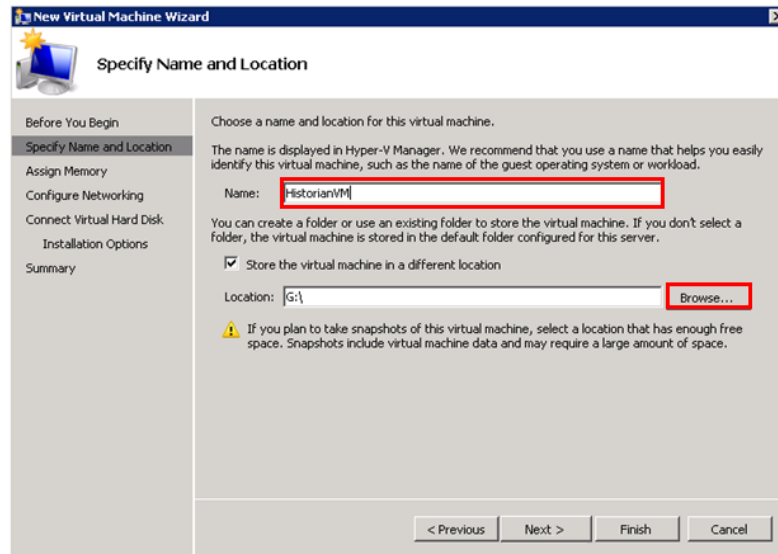 New Virtual Machine Wizard
Specify Name and Location
Before You Begin
Specify Name and Location
Assign Memory
Configure Networking
Connect Virtual Hard Disk
Installation Options
Summary
Choose a name and location for this virtual machine.
The name is displayed in Hyper-V Manager. We recommend that you use a name that helps you easily
identify this virtual machine, such as the name of the guest operating system or workload.
Name: HistorianVM
You can create a folder or use an existing folder to store the virtual machine. If you don't select a
folder, the virtual machine is stored in the default folder configured for this server.
Store the virtual machine in a different location
Location: G:\ Browse...
If you plan to take snapshots of this virtual machine, select a location that has enough free
space. Snapshots include virtual machine data and may require a large amount of space.
< Previous Next > Finish Cancel